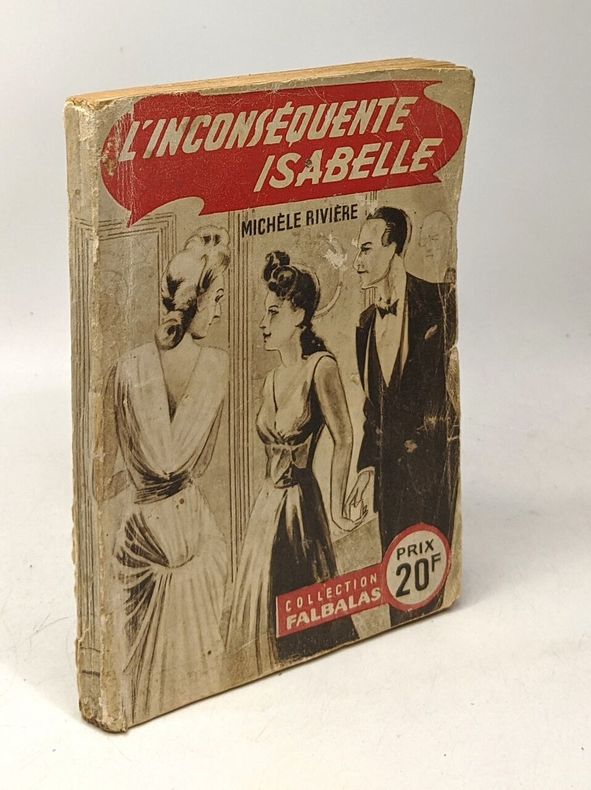 L'INCONSÉQUENTE
ISABELLE
MICHÈLE RIVIÈRE
COLLECTION
FALBALAS
PRIX
20F